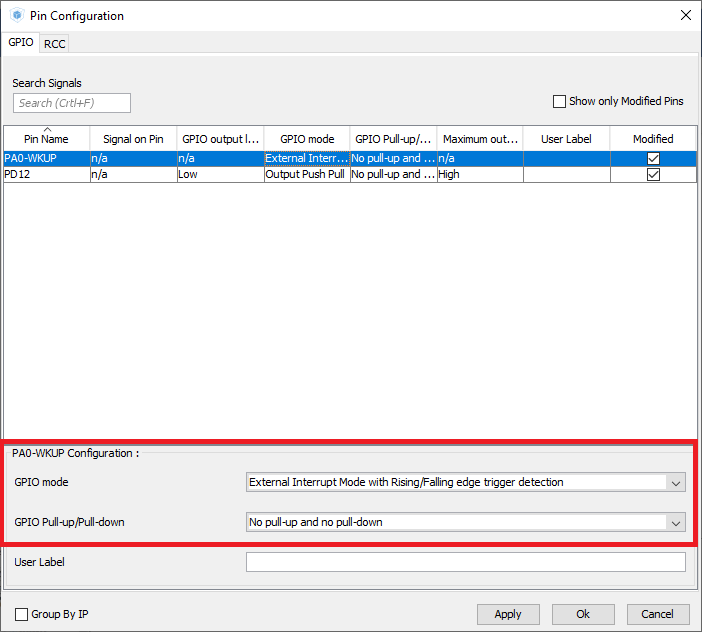 Pin Configuration
GPIO RCC
Search Signals
Search (Crtl+F)
Show only Modified Pins
Pin Name Signal on Pin GPIO output l... GPIO mode GPIO Pull-up/... Maximum out... User Label Modified
PA0-WKUP n/a n/a External Interr... No pull-up and ... n/a
PD12 n/a Low Output Push Pull No pull-up and ... High
PA0-WKUP Configuration :
GPIO mode External Interrupt Mode with Rising/Falling edge trigger detection
GPIO Pull-up/Pull-down No pull-up and no pull-down
User Label
Group By IP Apply Ok Cancel